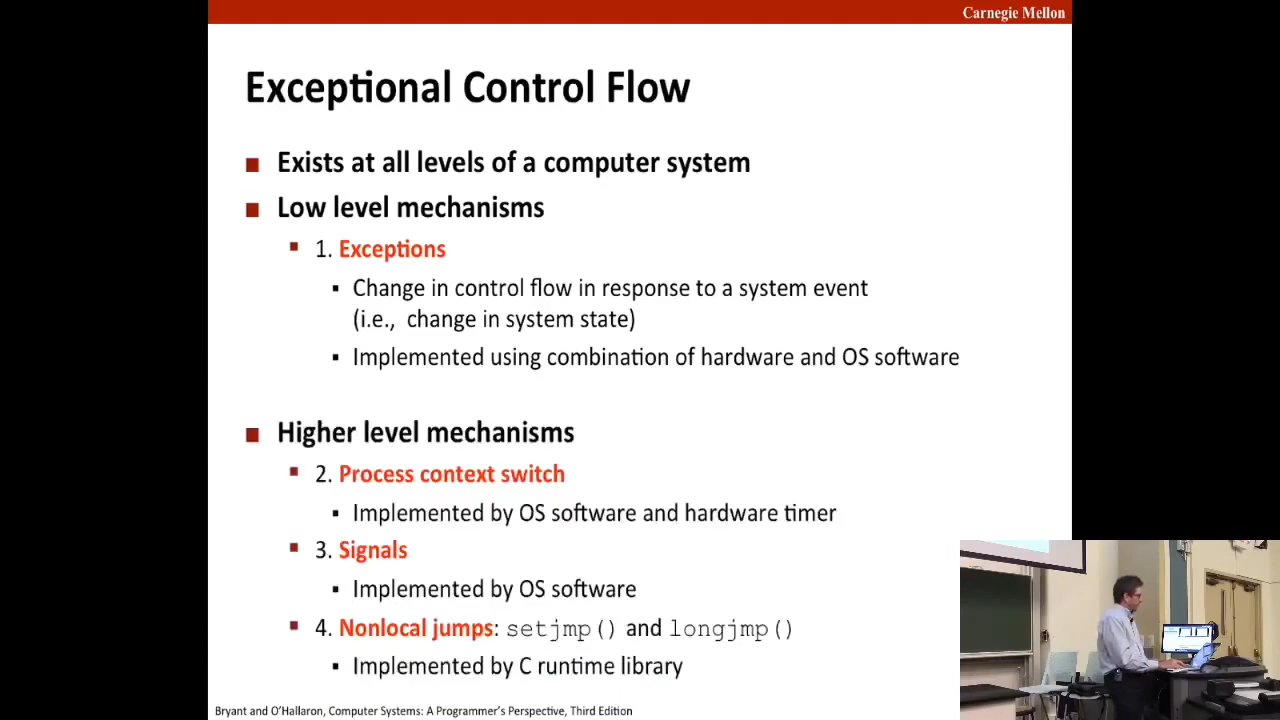 Carnegie Mellon
Exceptional Control Flow
Exists at all levels of a computer system
Low level mechanisms
1. Exceptions
Change in control flow in response to a system event
(i.e., change in system state)
Implemented using combination of hardware and OS software
Higher level mechanisms
2. Process context switch
Implemented by OS software and hardware timer
3. Signals
Implemented by OS software
4. Nonlocal jumps: setjmp() and longjmp()
Implemented by C runtime library
Bryant and O'Hallaron, Computer Systems: A Programmer's Perspective, Third Edition